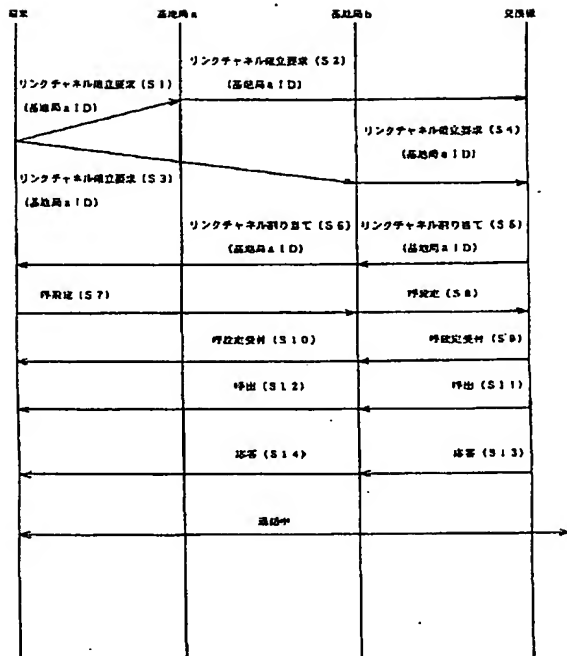 端末
基地局a
基地局b
交換機
リンクチャネル確立要求(S2)
(基地局aID)
リンクチャネル確立要求(S1)
(基地局aID)
リンクチャネル確立要求(S4)
(基地局aID)
リンクチャネル確立要求(S3)
(基地局aID)
リンクチャネル割り当て(S6)
(基地局aID)
リンクチャネル割り当て(S5)
(基地局aID)
呼設定(S7)
呼設定(S8)
呼設定受付(S10)
呼設定受付(S9)
呼出(S12)
呼出(S11)
応答(S14)
応答(S13)
通話中